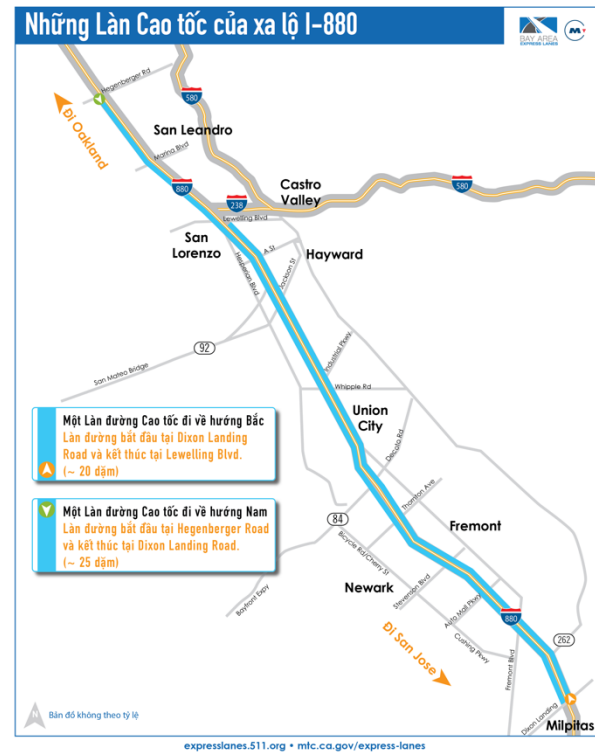 Những Làn Cao tốc của xa lộ I-880
BAY AREA
EXPRESS LANES
M
Hegenberger Rd
580
Đi Oakland
San Leandro
Marina Blvd
880
Castro
Valley
580
238
Lewelling Blvd
San
Lorenzo
A St
Hayward
Hesperian Blvd
Jackson St
92
San Mateo Bridge
Industrial Pkwy
Whipple Rd
Một Làn đường Cao tốc đi về hướng Bắc
Làn đường bắt đầu tại Dixon Landing
Road và kết thúc tại Lewelling Blvd.
(~ 20 dặm)
Union
City
Decoto Rd
Thornton Ave
Một Làn đường Cao tốc đi về hướng Nam
Làn đường bắt đầu tại Hegenberger Road
và kết thúc tại Dixon Landing Road.
(~ 25 dặm)
84
Fremont
Bicycle Rd/Cherry St
Newark
Stevenson Blvd
Auto Mall Pkwy
Bayfront Expy
880
Cushing Pkwy
Fremont Blvd
262
Đi San Jose
Dixon Landing
Milpitas
N
Bản đồ không theo tỷ lệ
expresslanes.511.org • mtc.ca.gov/express-lanes